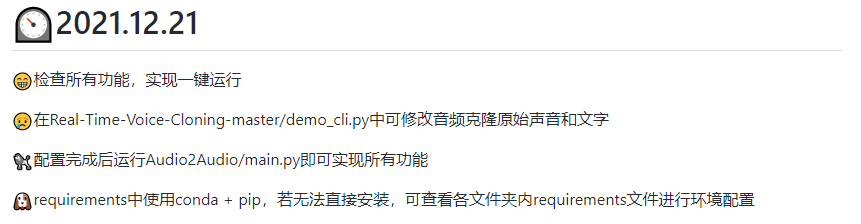 2021.12.21
检查所有功能，实现一键运行
在Real-Time-Voice-Cloning-master/demo_cli.py中可修改音频克隆原始声音和文字
配置完成后运行Audio2Audio/main.py即可实现所有功能
requirements中使用conda + pip，若无法直接安装，可查看各文件夹内requirements文件进行环境配置